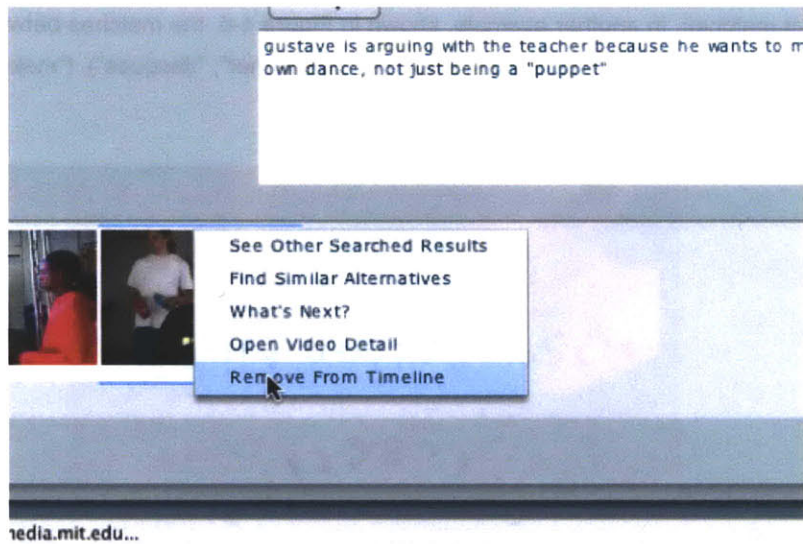 gustave is arguing with the teacher because he wants to m
own dance, not just being a "puppet"
See Other Searched Results
Find Similar Alternatives
What's Next?
Open Video Detail
Remove From Timeline
nedia.mit.edu...